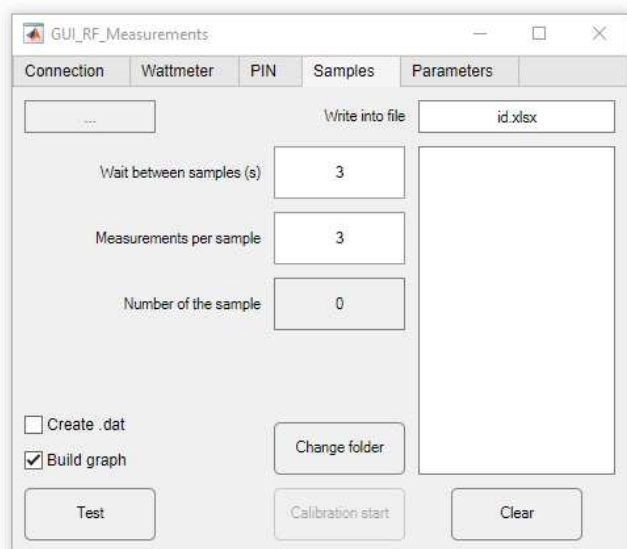 GUI_RF_Measurements
Connection Wattmeter PIN Samples Parameters
... Write into file id.xlsx
Wait between samples (s) 3
Measurements per sample 3
Number of the sample 0
Create .dat
Build graph
Change folder
Test Calibration start Clear